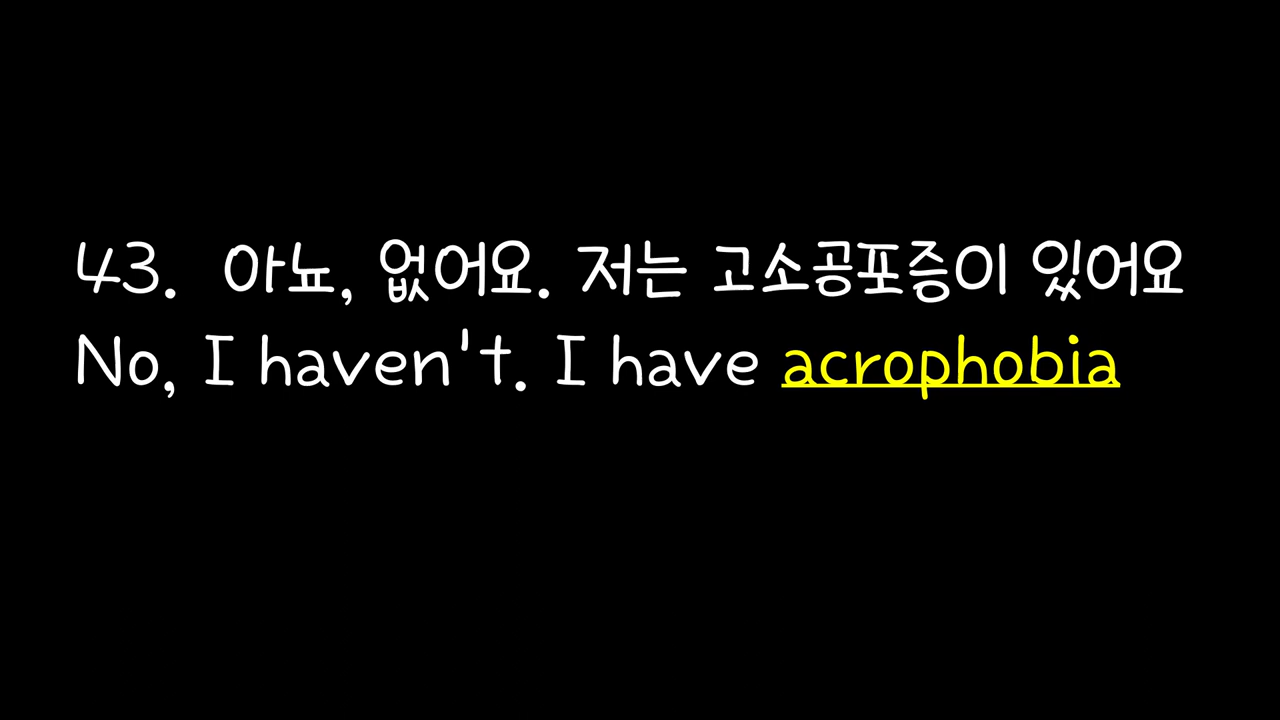 43. 아뇨, 없어요. 저는 고소공포증이 있어요
No, I haven't. I have acrophobia